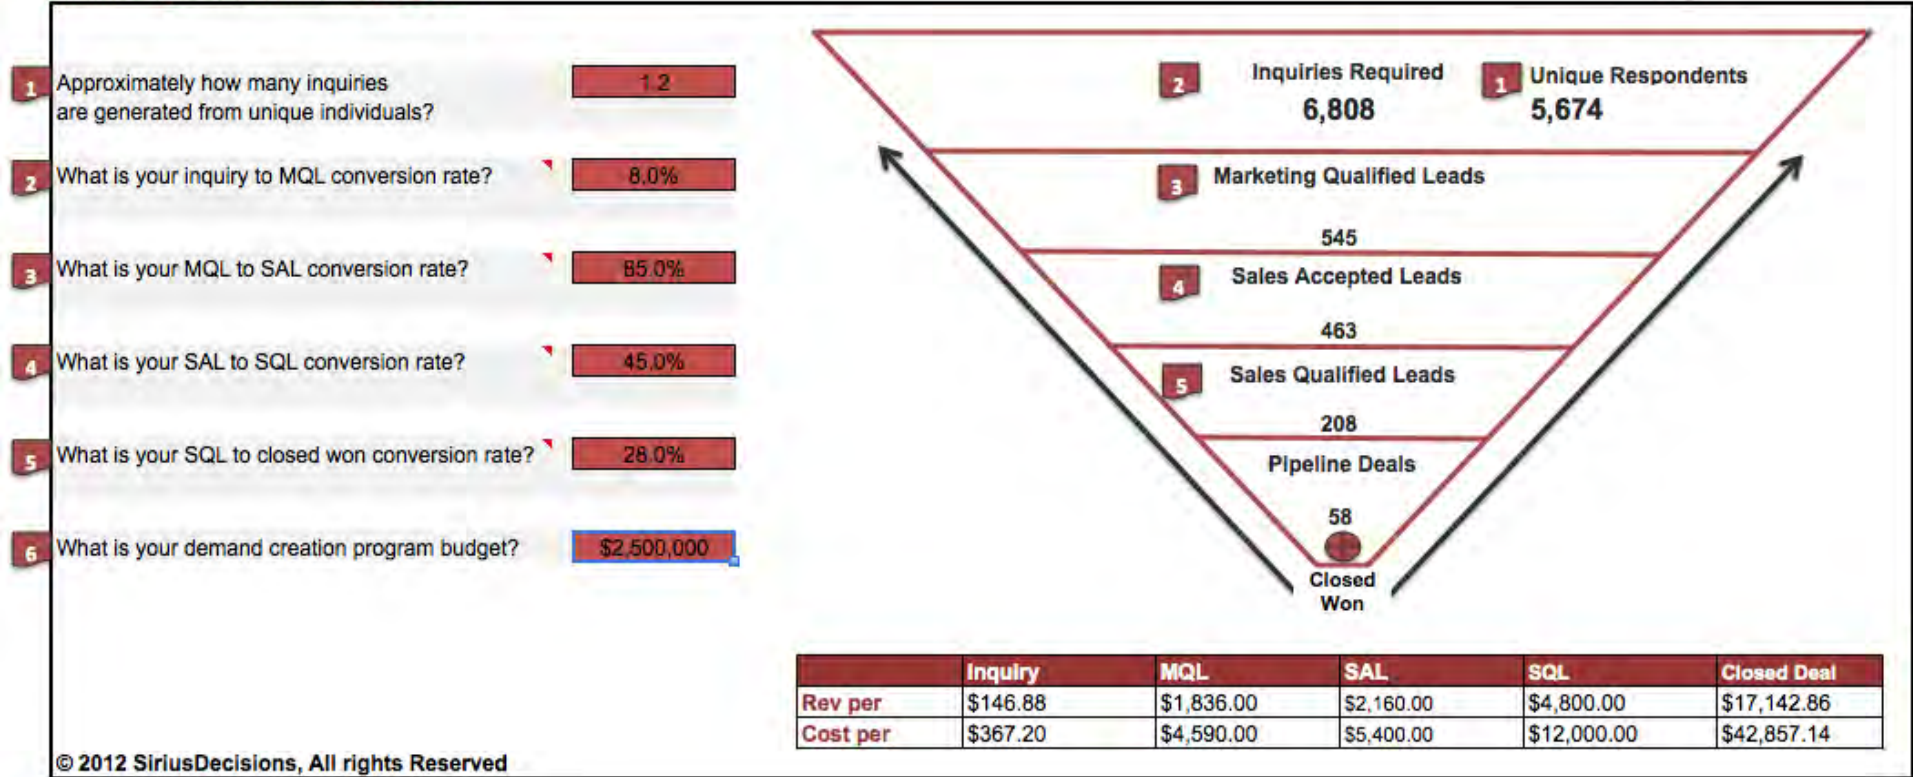 1 Approximately how many inquiries
are generated from unique individuals?
1.2
2 What is your inquiry to MQL conversion rate?
8.0%
3 What is your MQL to SAL conversion rate?
85.0%
4 What is your SAL to SQL conversion rate?
45.0%
5 What is your SQL to closed won conversion rate?
28.0%
6 What is your demand creation program budget?
$2,500,000
2 Inquiries Required
6,808
1 Unique Respondents
5,674
3 Marketing Qualified Leads
545
4 Sales Accepted Leads
463
5 Sales Qualified Leads
208
Pipeline Deals
58
Closed
Won
Inquiry MQL SAL SQL Closed Deal
Rev per $146.88 $1,836.00 $2,160.00 $4,800.00 $17,142.86
Cost per $367.20 $4,590.00 $5,400.00 $12,000.00 $42,857.14
© 2012 SiriusDecisions, All rights Reserved